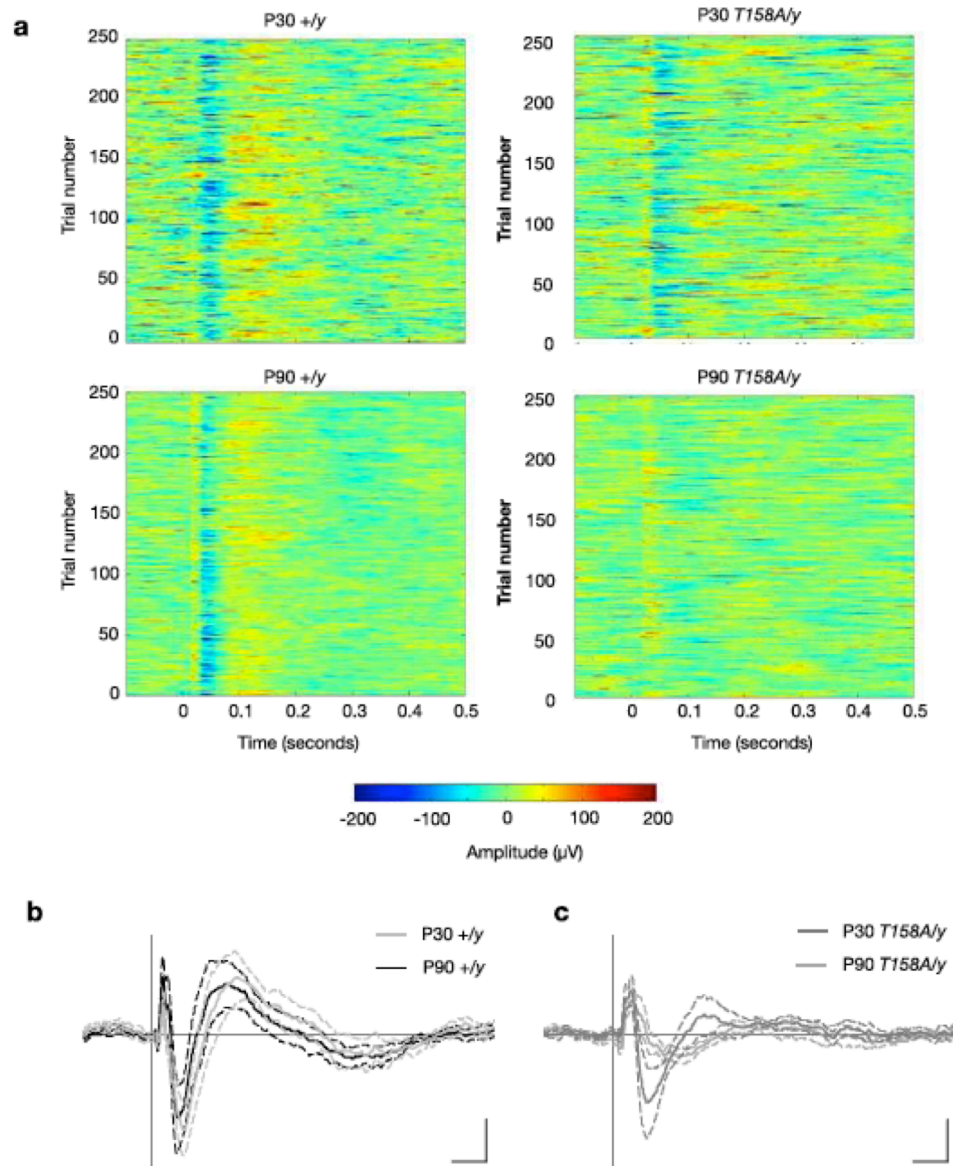 a
P30 +/y
250
200
150
100
50
0
Trial number
P30 T158A/y
250
200
150
100
50
0
Trial number
P90 +/y
250
200
150
100
50
0
Trial number
0 0.1 0.2 0.3 0.4 0.5
Time (seconds)
P90 T158A/y
250
200
150
100
50
0
Trial number
0 0.1 0.2 0.3 0.4 0.5
Time (seconds)
-200 -100 0 100 200
Amplitude (µV)
b
P30 +/y
P90 +/y
c
P30 T158A/y
P90 T158A/y